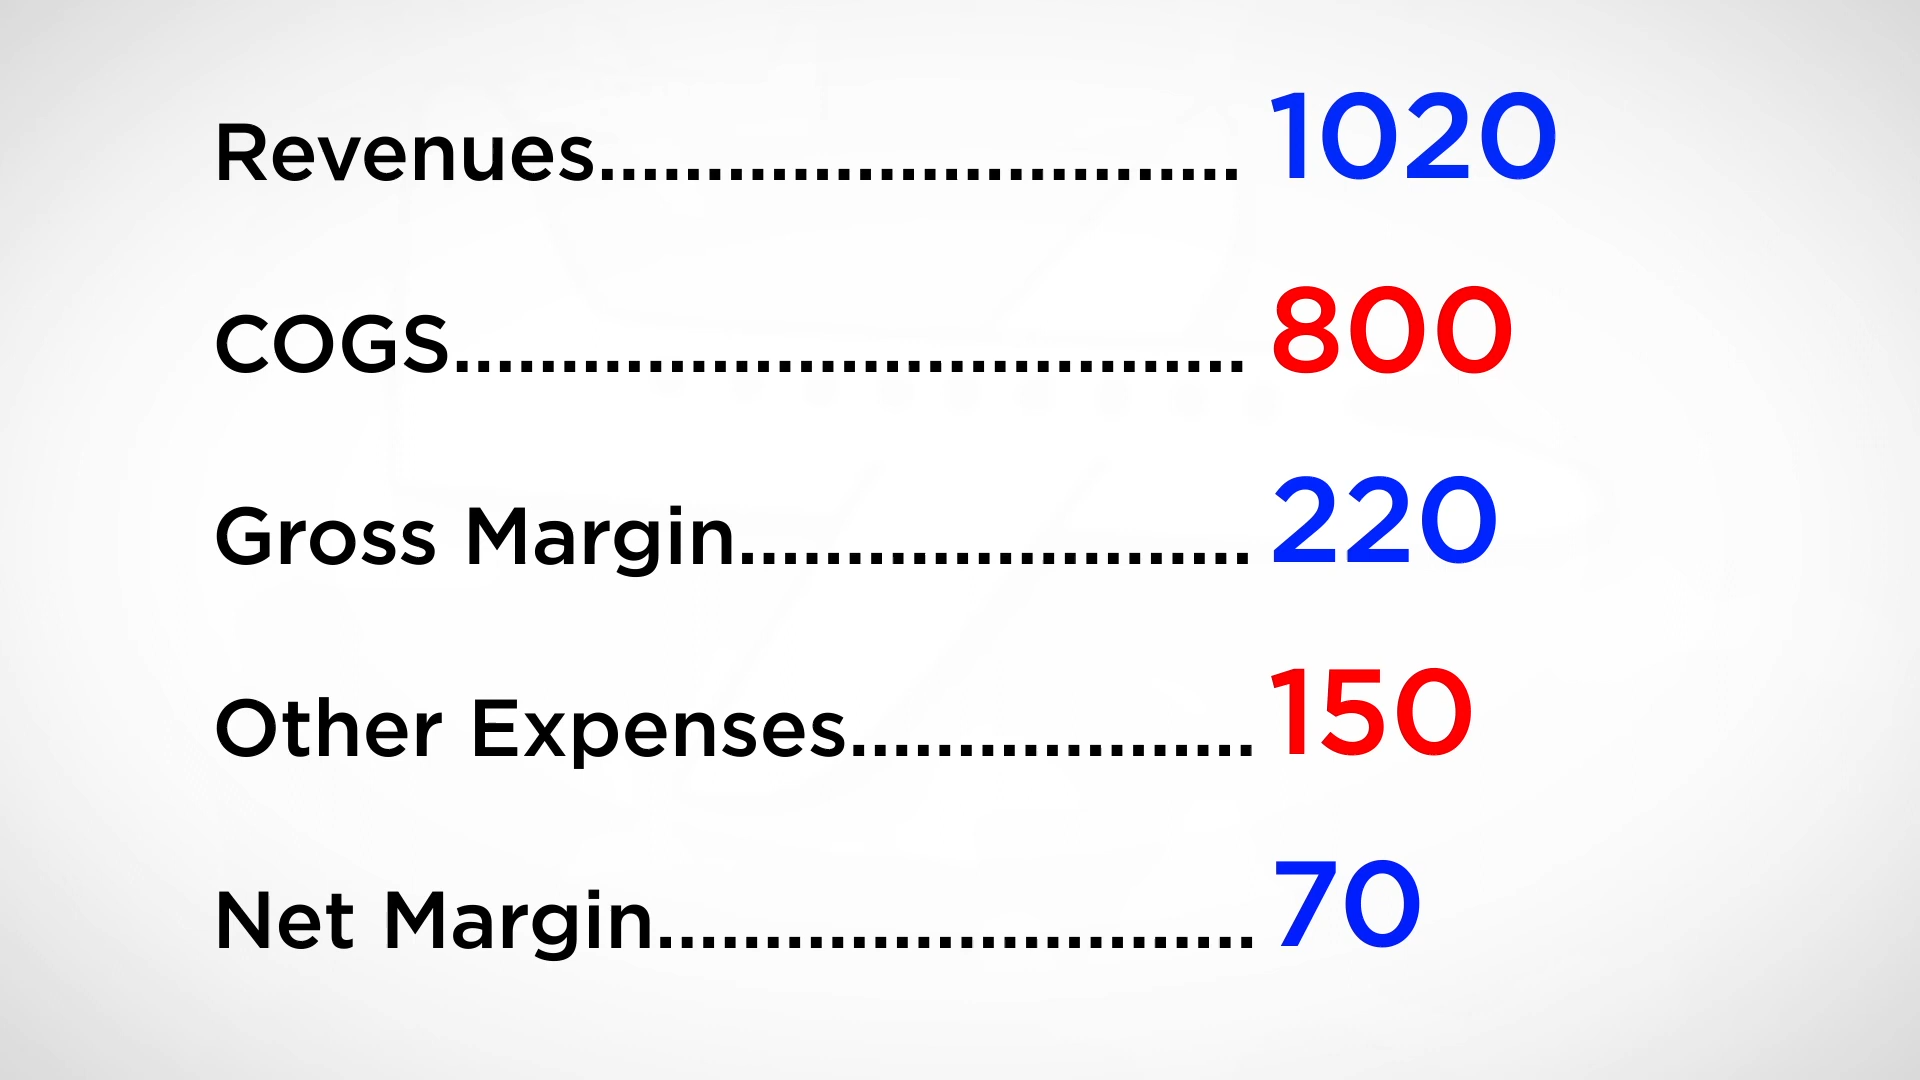 Revenues.............................. 1020
COGS..................................... 800
Gross Margin........................ 220
Other Expenses................... 150
Net Margin............................ 70